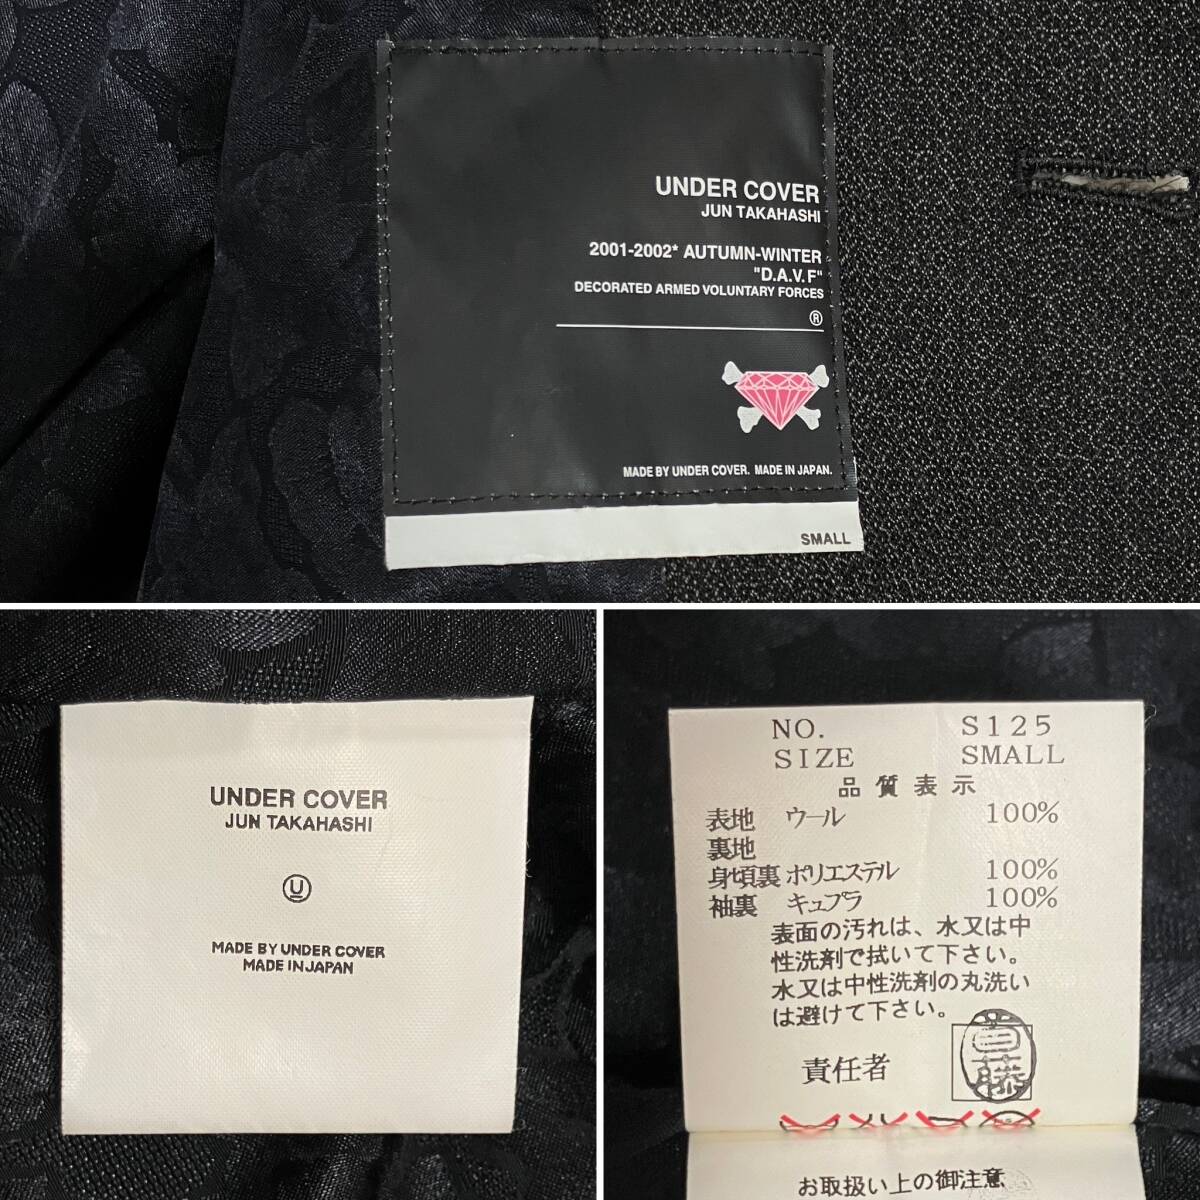 UNDER COVER
JUN TAKAHASHI
2001-2002* AUTUMN-WINTER
"D.A.V.F"
DECORATED ARMED VOLUNTARY FORCES
®
MADE BY UNDER COVER. MADE IN JAPAN.
SMALL
UNDER COVER
JUN TAKAHASHI
U
MADE BY UNDER COVER
MADE IN JAPAN
NO. S125
SIZE SMALL
品質表示
表地 ウール 100%
裏地
身頃裏 ポリエステル 100%
袖裏 キュプラ 100%
表面の汚れは、水又は中
性洗剤で拭いて下さい。
水又は中性洗剤の丸洗い
は避けて下さい。
責任者
お取扱い上の御注意